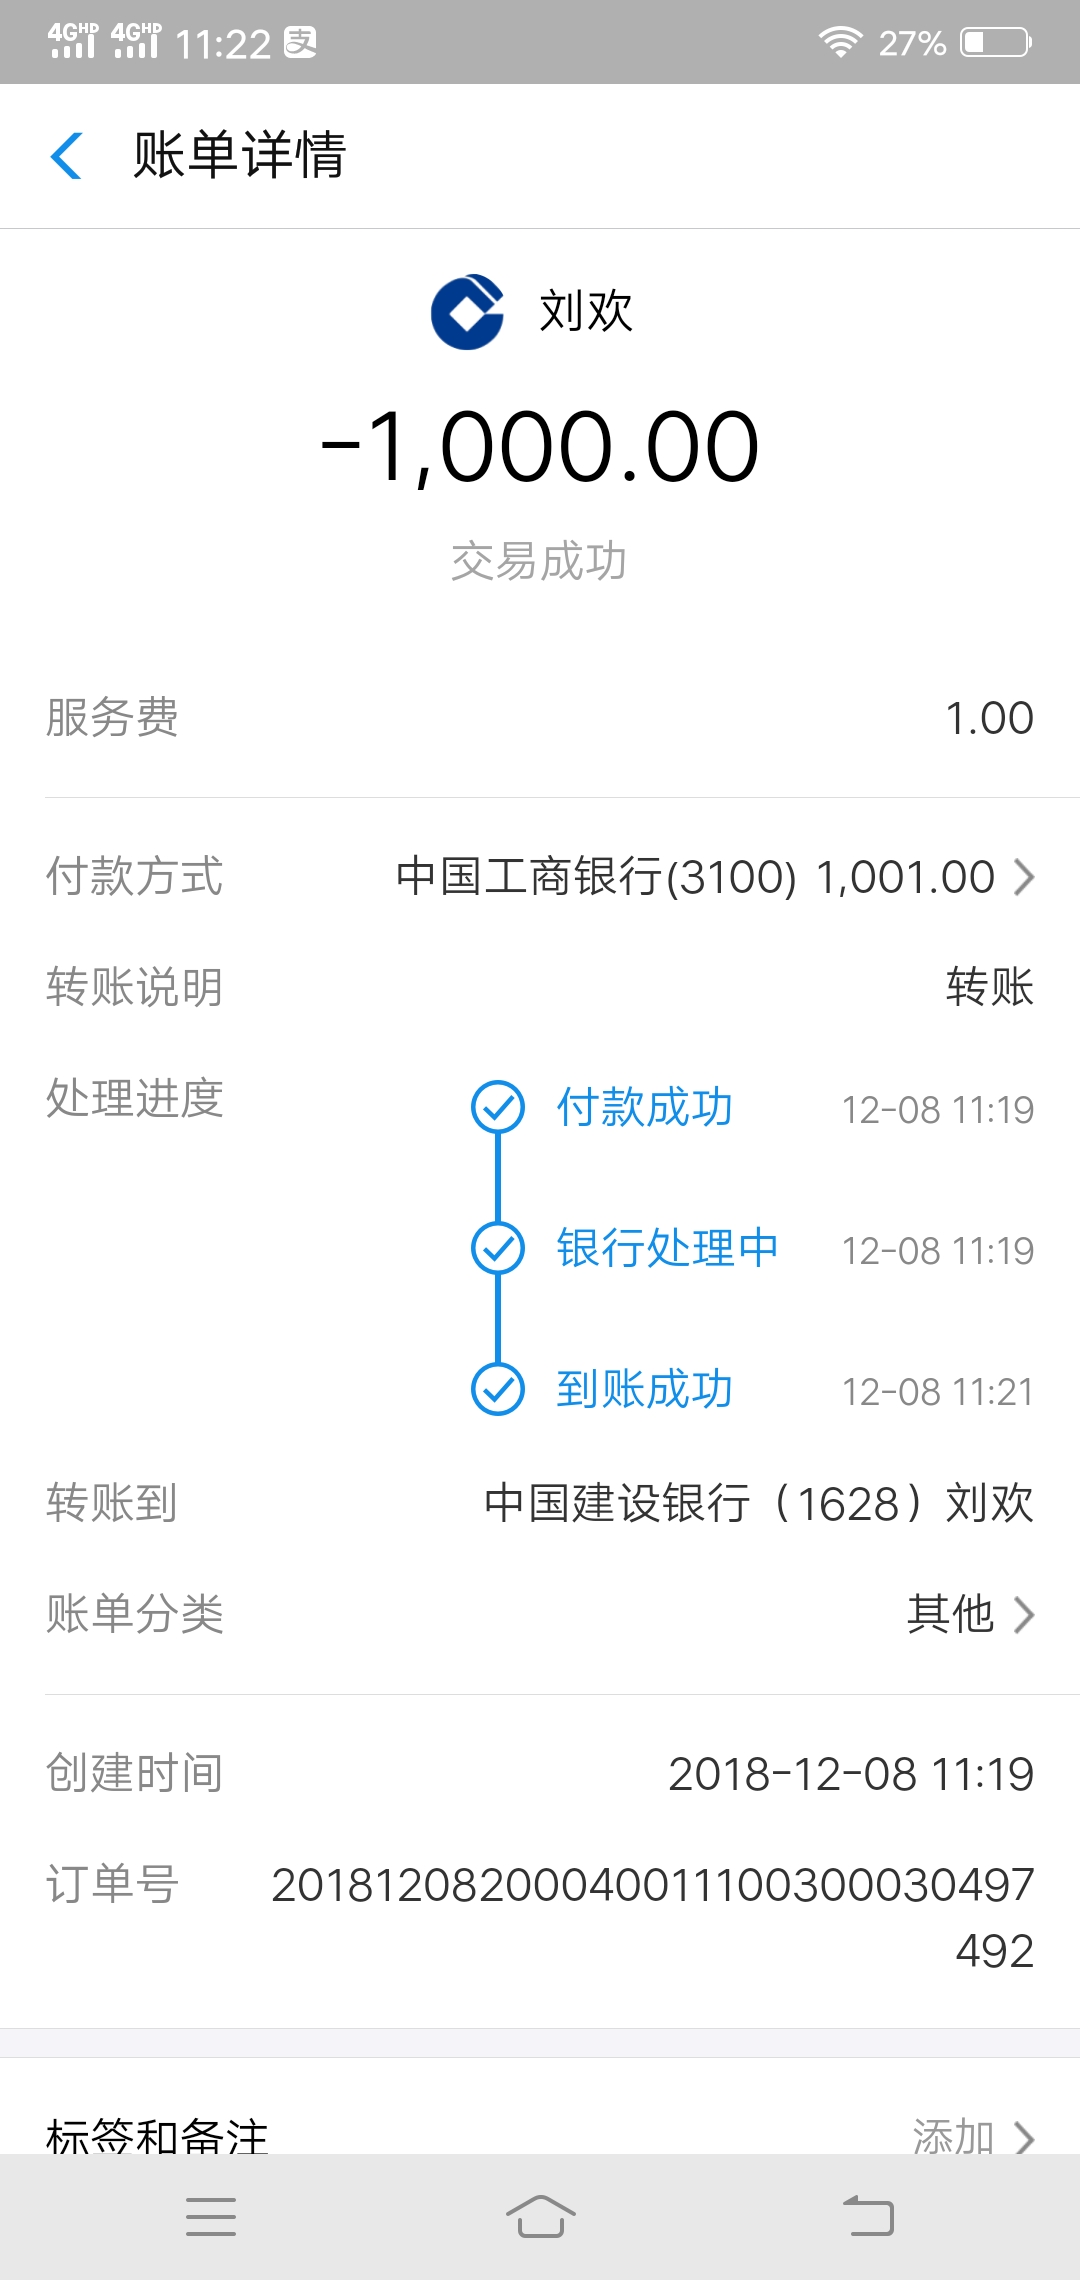 4GHD 4GHD 11:22 支 27%
账单详情
刘欢
-1,000.00
交易成功
服务费 1.00
付款方式 中国工商银行(3100) 1,001.00
转账说明 转账
处理进度 付款成功 12-08 11:19
银行处理中 12-08 11:19
到账成功 12-08 11:21
转账到 中国建设银行（1628）刘欢
账单分类 其他
创建时间 2018-12-08 11:19
订单号 2018120820004001110030003049​7
492
标签和备注 添加